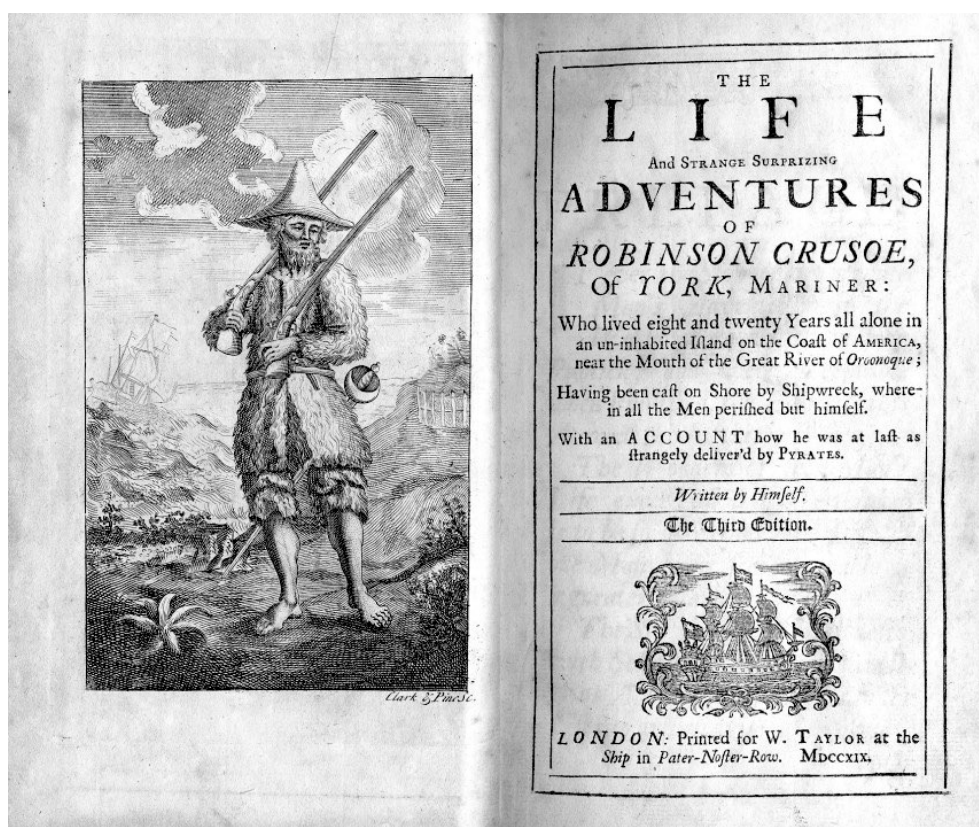 Clark & Pine Sc.
THE
LIFE
And STRANGE SURPRIZING
ADVENTURES
OF
ROBINSON CRUSOE,
Of YORK, MARINER:
Who lived eight and twenty Years all alone in
an un-inhabited Iſland on the Coaſt of AMERICA,
near the Mouth of the Great River of Oroonoque;
Having been caſt on Shore by Shipwreck, where-
in all the Men periſhed but himſelf.
With an ACCOUNT how he was at laſt as
ſtrangely deliver'd by PYRATES.
Written by Himſelf.
The Third Edition.
LONDON: Printed for W. TAYLOR at the
Ship in Pater-Noſter-Row. MDCCXIX.